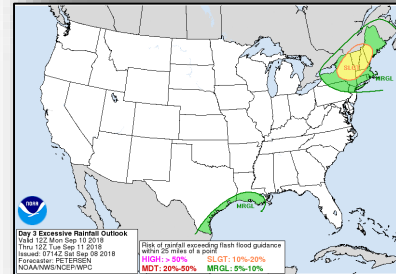 SLGT
MRGL
MRGL
noaa
Day 3 Excessive Rainfall Outlook
Valid 12Z Mon Sep 10 2018
Thru 12Z Tue Sep 11 2018
Issued: 0714Z Sat Sep 08 2018
Forecaster: PETERSEN
NOAA/NWS/NCEP/WPC
Risk of rainfall exceeding flash flood guidance
within 25 miles of a point
HIGH: > 50% SLGT: 10%-20%
MDT: 20%-50% MRGL: 5%-10%